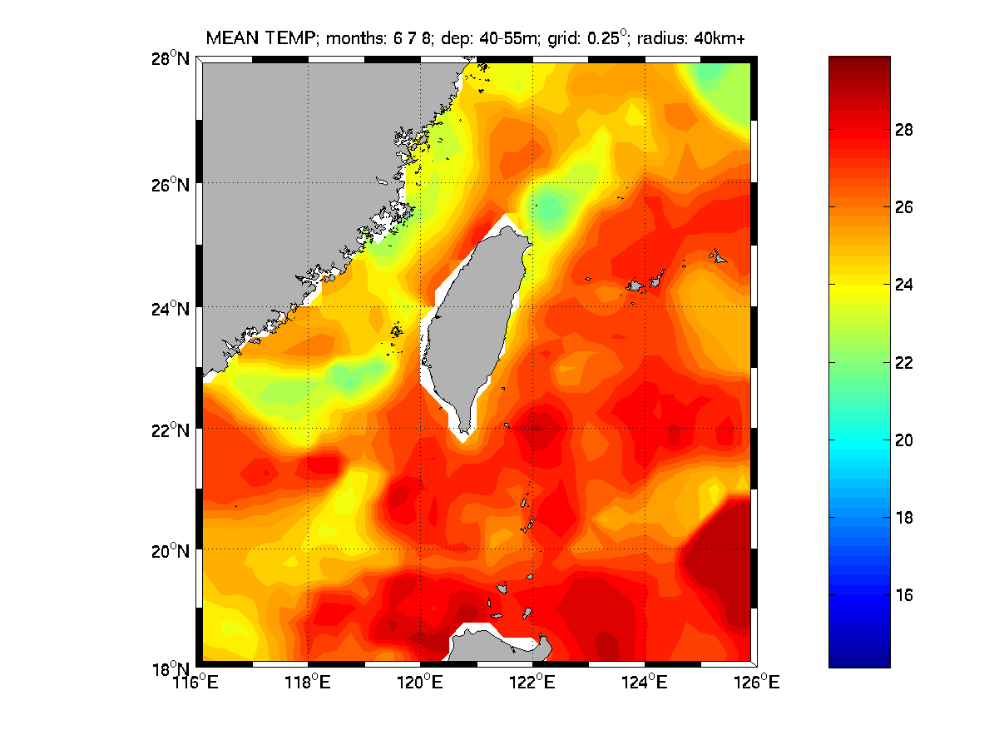 MEAN TEMP; months: 6 7 8; dep: 40-55m; grid: 0.25°; radius: 40km+
28°N
26°N
24°N
22°N
20°N
18°N
116°E 118°E 120°E 122°E 124°E 126°E
28
26
24
22
20
18
16